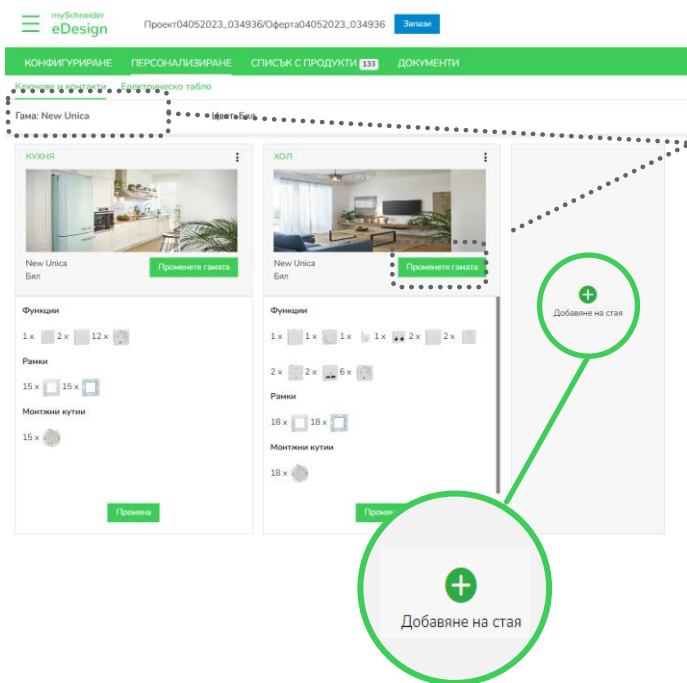 mySchneider
eDesign
Проект04052023_034936/Оферта04052023_034936
Запази
КОНФИГУРИРАНЕ ПЕРСОНАЛИЗИРАНЕ СПИСЪК С ПРОДУКТИ 133 ДОКУМЕНТИ
Ключове и контакти Електрическо табло
Гама: New Unica Цвят: Бял
КУХНЯ
New Unica
Бял
Променете гамата
Функции
1 x 2 x 12 x
Рамки
15 x 15 x
Монтжни кутии
15 x
Промяна
ХОЛ
New Unica
Бял
Променете гамата
Функции
1 x 1 x 1 x 1 x 2 x 2 x
2 x 2 x 6 x
Рамки
18 x 18 x
Монтжни кутии
18 x
Добавяне на стая
Добавяне на стая